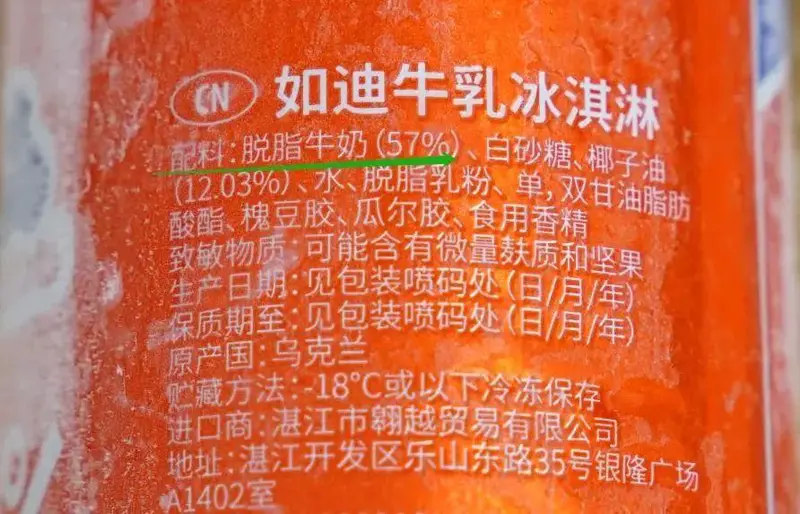 CN 如迪牛乳冰淇淋
配料:脱脂牛奶(57%)、白砂糖、椰子油
(12.03%)、水、脱脂乳粉、单,双甘油脂肪
酸酯、槐豆胶、瓜尔胶、食用香精
致敏物质:可能含有微量麸质和坚果
生产日期:见包装喷码处(日/月/年)
保质期至:见包装喷码处(日/月/年)
原产国:乌克兰
贮藏方法:-18°C或以下冷冻保存
进口商:湛江市翱越贸易有限公司
地址:湛江开发区乐山东路35号银隆广场
A1402室